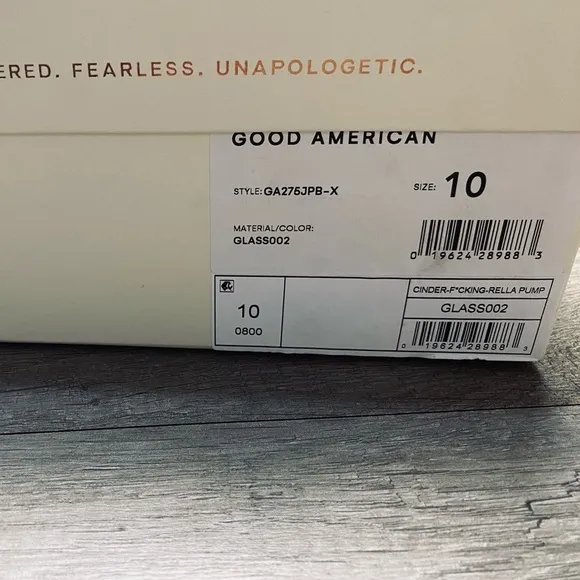 ERED. FEARLESS. UNAPOLOGETIC.
GOOD AMERICAN
STYLE: GA275JPB-X
SIZE: 10
MATERIAL/COLOR:
GLASS002
0 19624 28988 3
10
0800
CINDER-F*CKING-RELLA PUMP
GLASS002
0 19624 28988 3